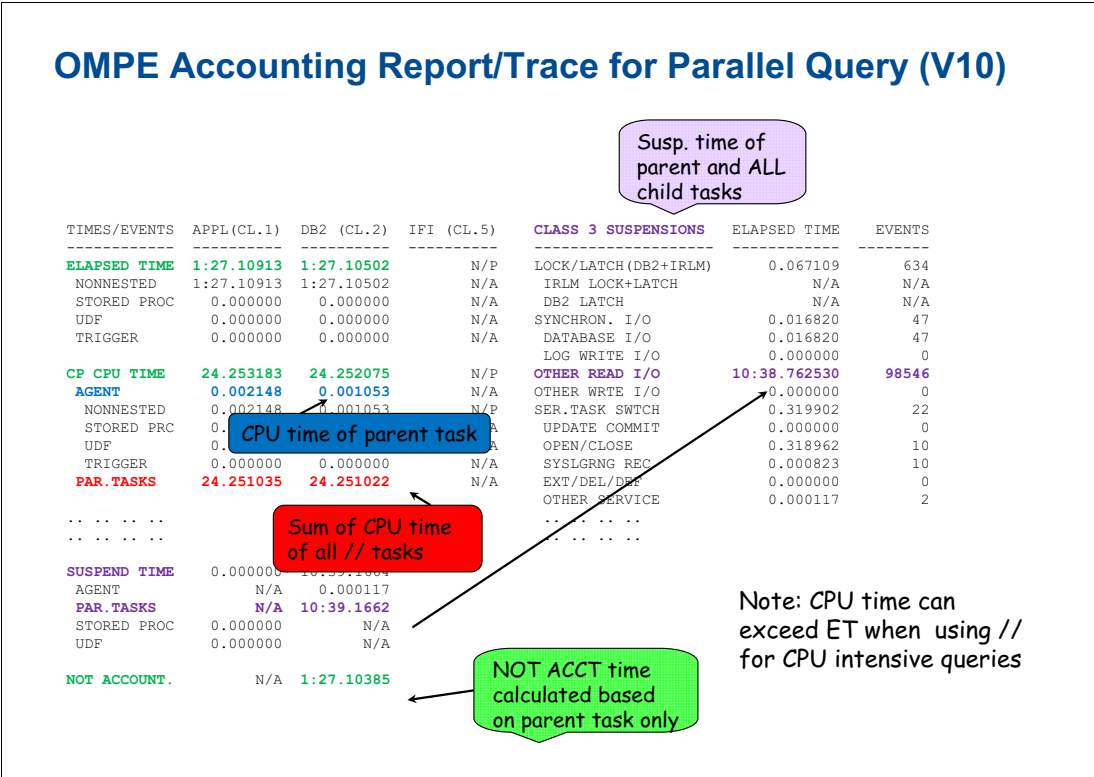 OMPE Accounting Report/Trace for Parallel Query (V10)
Susp. time of
parent and ALL
child tasks
TIMES/EVENTS APPL(CL.1) DB2 (CL.2) IFI (CL.5)
------------ ---------- ---------- ----------
ELAPSED TIME 1:27.10913 1:27.10502 N/P
NONNESTED 1:27.10913 1:27.10502 N/A
STORED PROC 0.000000 0.000000 N/A
UDF 0.000000 0.000000 N/A
TRIGGER 0.000000 0.000000 N/A
CP CPU TIME 24.253183 24.252075 N/P
AGENT 0.002148 0.001053 N/A
NONNESTED 0.002148 0.001053 N/P
STORED PRC 0.
UDF 0.
TRIGGER 0.000000 0.000000 N/A
PAR.TASKS 24.251035 24.251022 N/A
.. .. .. ..
.. .. .. ..
SUSPEND TIME 0.000000
AGENT N/A 0.000117
PAR.TASKS N/A 10:39.1662
STORED PROC 0.000000 N/A
UDF 0.000000 N/A
NOT ACCOUNT. N/A 1:27.10385
CPU time of parent task
Sum of CPU time
of all // tasks
NOT ACCT time
calculated based
on parent task only
CLASS 3 SUSPENSIONS ELAPSED TIME EVENTS
-------------------- ------------ --------
LOCK/LATCH(DB2+IRLM) 0.067109 634
IRLM LOCK+LATCH N/A N/A
DB2 LATCH N/A N/A
SYNCHRON. I/O 0.016820 47
DATABASE I/O 0.016820 47
LOG WRITE I/O 0.000000 0
OTHER READ I/O 10:38.762530 98546
OTHER WRTE I/O 0.000000 0
SER.TASK SWTCH 0.319902 22
UPDATE COMMIT 0.000000 0
OPEN/CLOSE 0.318962 10
SYSLGRNG REC 0.000823 10
EXT/DEL/DEF 0.000000 0
OTHER SERVICE 0.000117 2
.. .. .. ..
.. .. .. ..
Note: CPU time can
exceed ET when using //
for CPU intensive queries